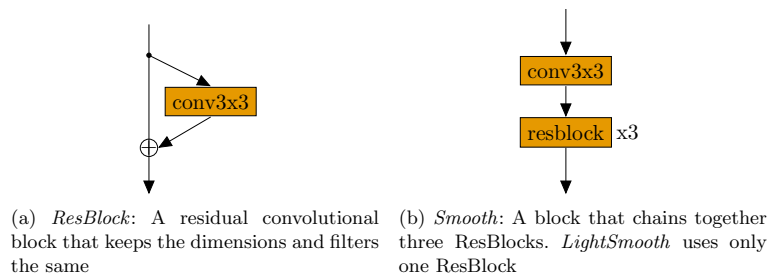 conv3x3
(a) ResBlock: A residual convolutional
block that keeps the dimensions and filters
the same
conv3x3
resblock x3
(b) Smooth: A block that chains together
three ResBlocks. LightSmooth uses only
one ResBlock